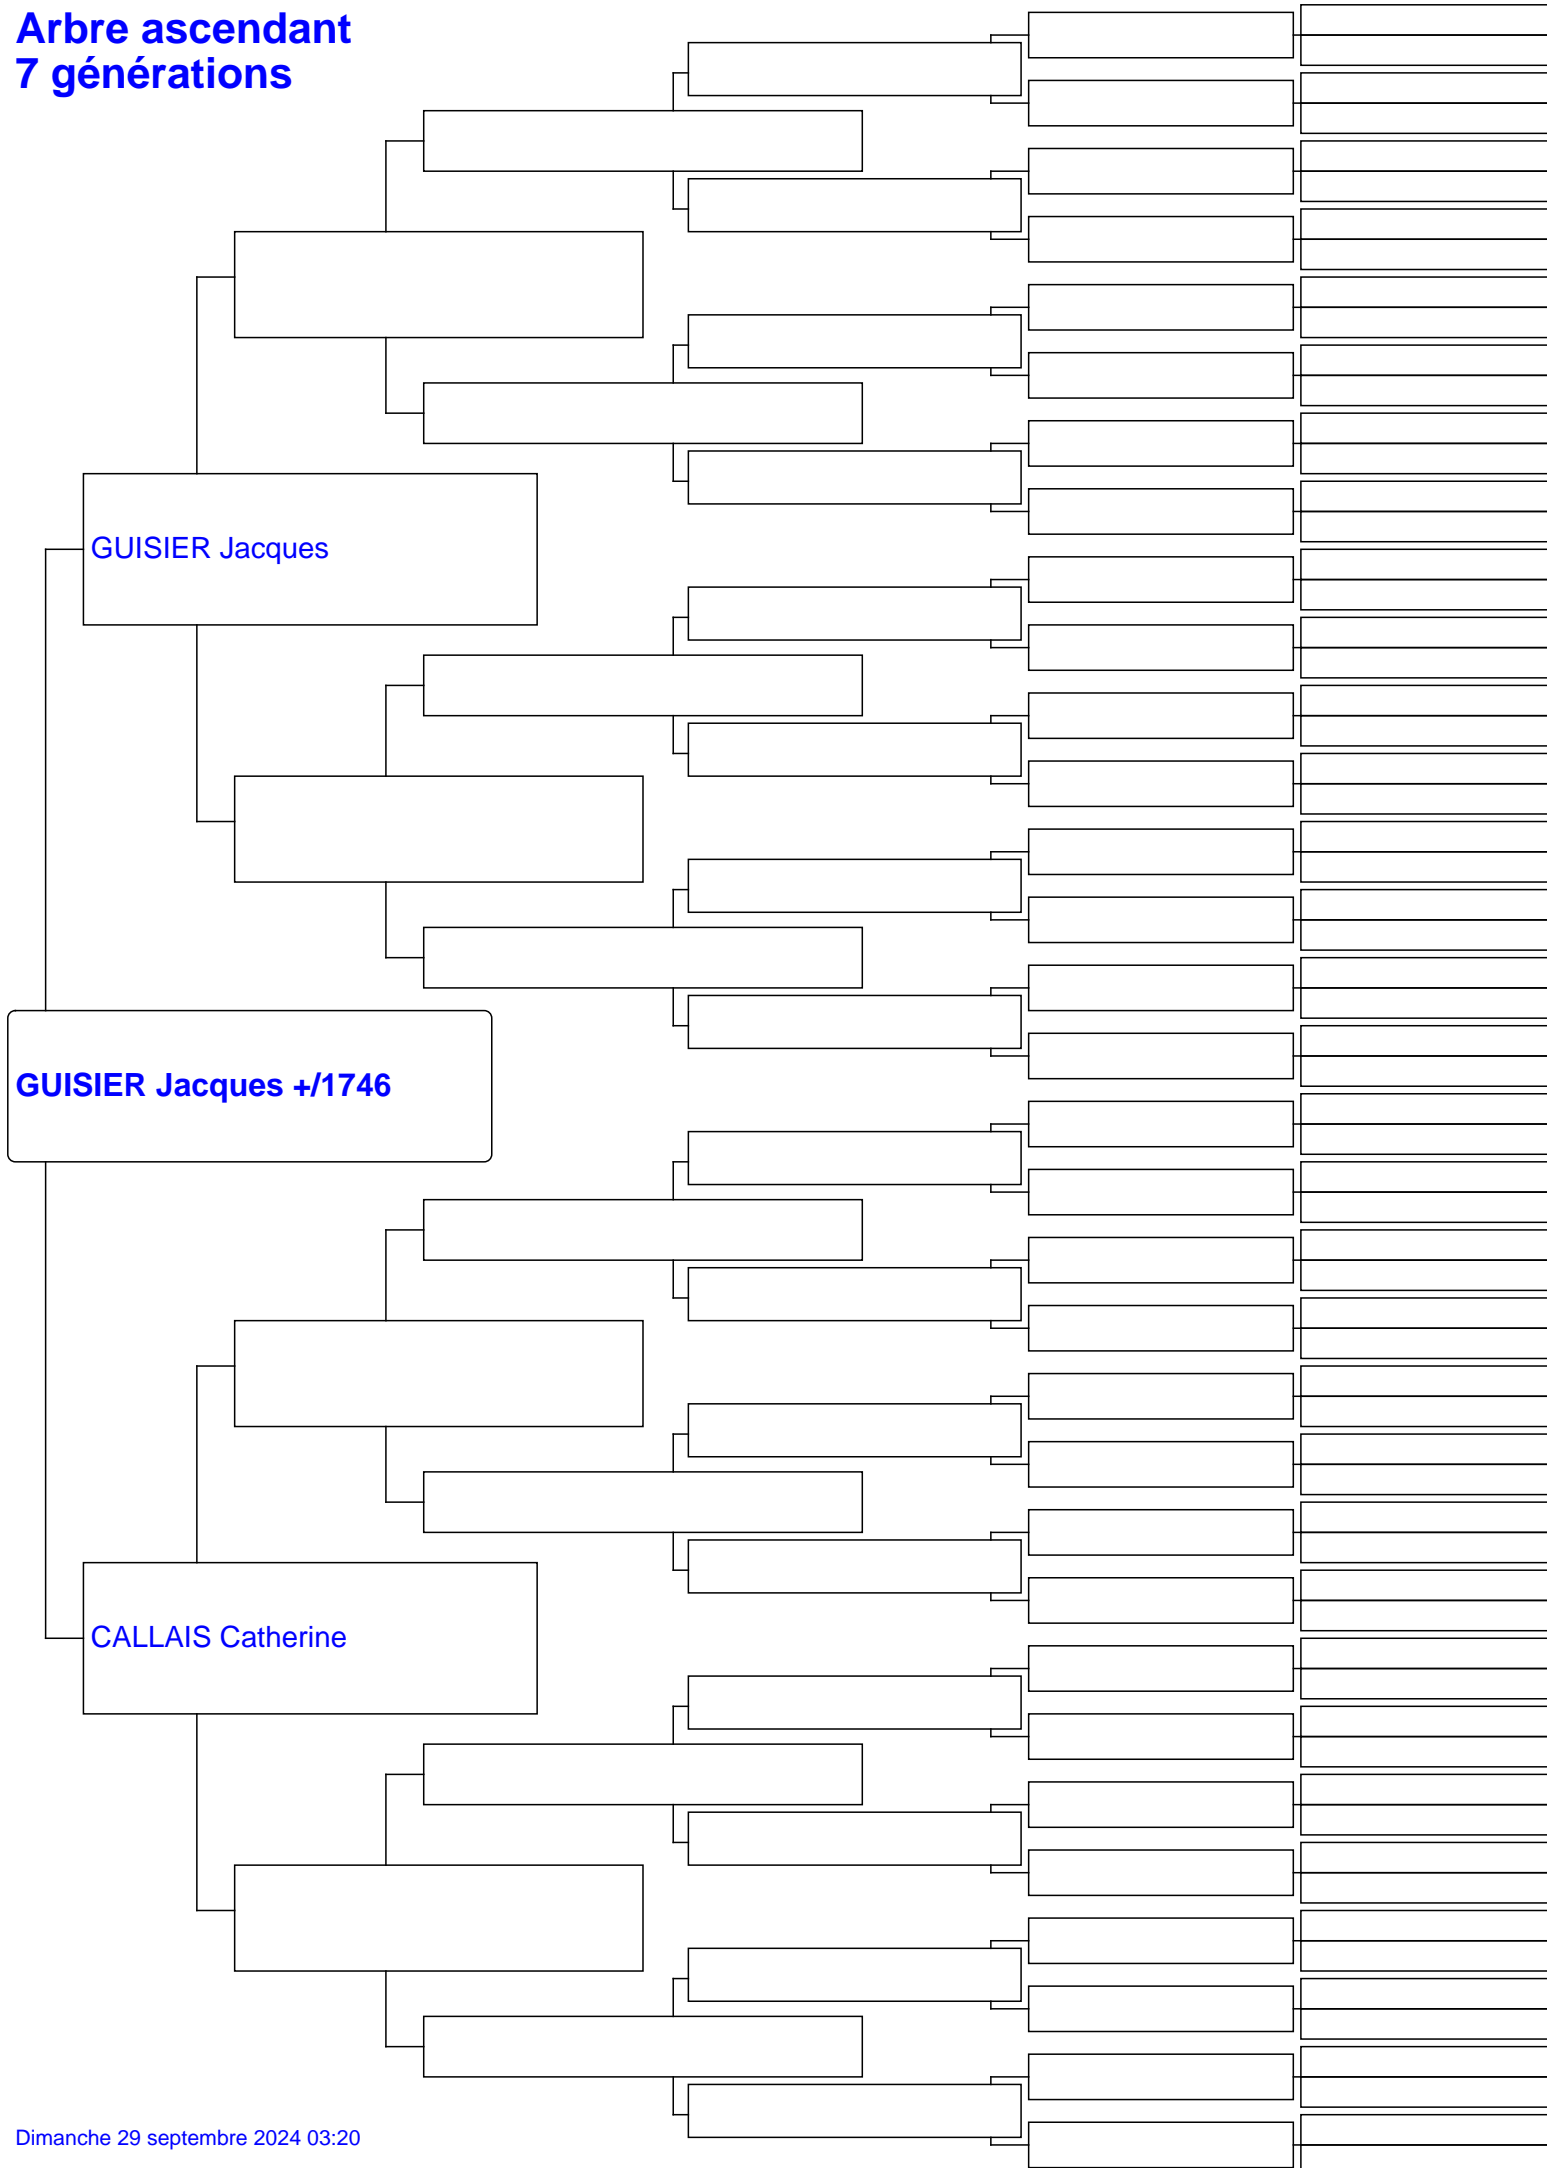 Arbre ascendant
7 générations
GUISIER Jacques
GUISIER Jacques +/1746
CALLAIS Catherine
Dimanche 29 septembre 2024 03:20